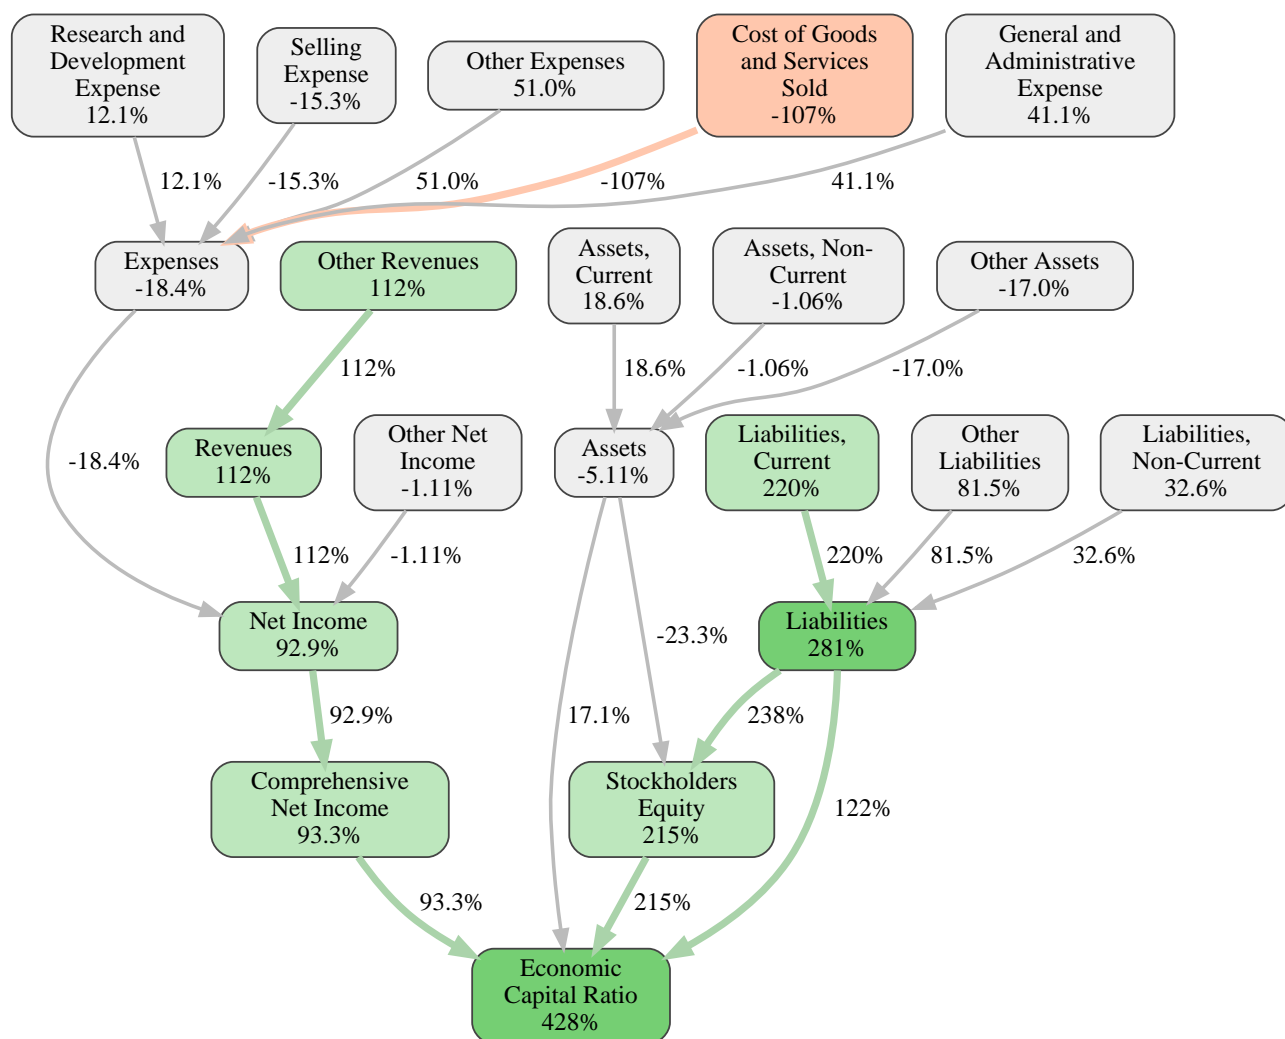 Research and
Development
Expense
12.1%
Selling
Expense
-15.3%
Other Expenses
51.0%
Cost of Goods
and Services
Sold
-107%
General and
Administrative
Expense
41.1%
12.1%
-15.3%
51.0%
-107%
41.1%
Expenses
-18.4%
Other Revenues
112%
Assets,
Current
18.6%
Assets, Non-
Current
-1.06%
Other Assets
-17.0%
112%
18.6%
-1.06%
-17.0%
-18.4%
Revenues
112%
Other Net
Income
-1.11%
Assets
-5.11%
Liabilities,
Current
220%
Other
Liabilities
81.5%
Liabilities,
Non-Current
32.6%
112%
-1.11%
220%
81.5%
32.6%
Net Income
92.9%
-23.3%
Liabilities
281%
92.9%
17.1%
238%
Comprehensive
Net Income
93.3%
Stockholders
Equity
215%
122%
93.3%
215%
Economic
Capital Ratio
428%